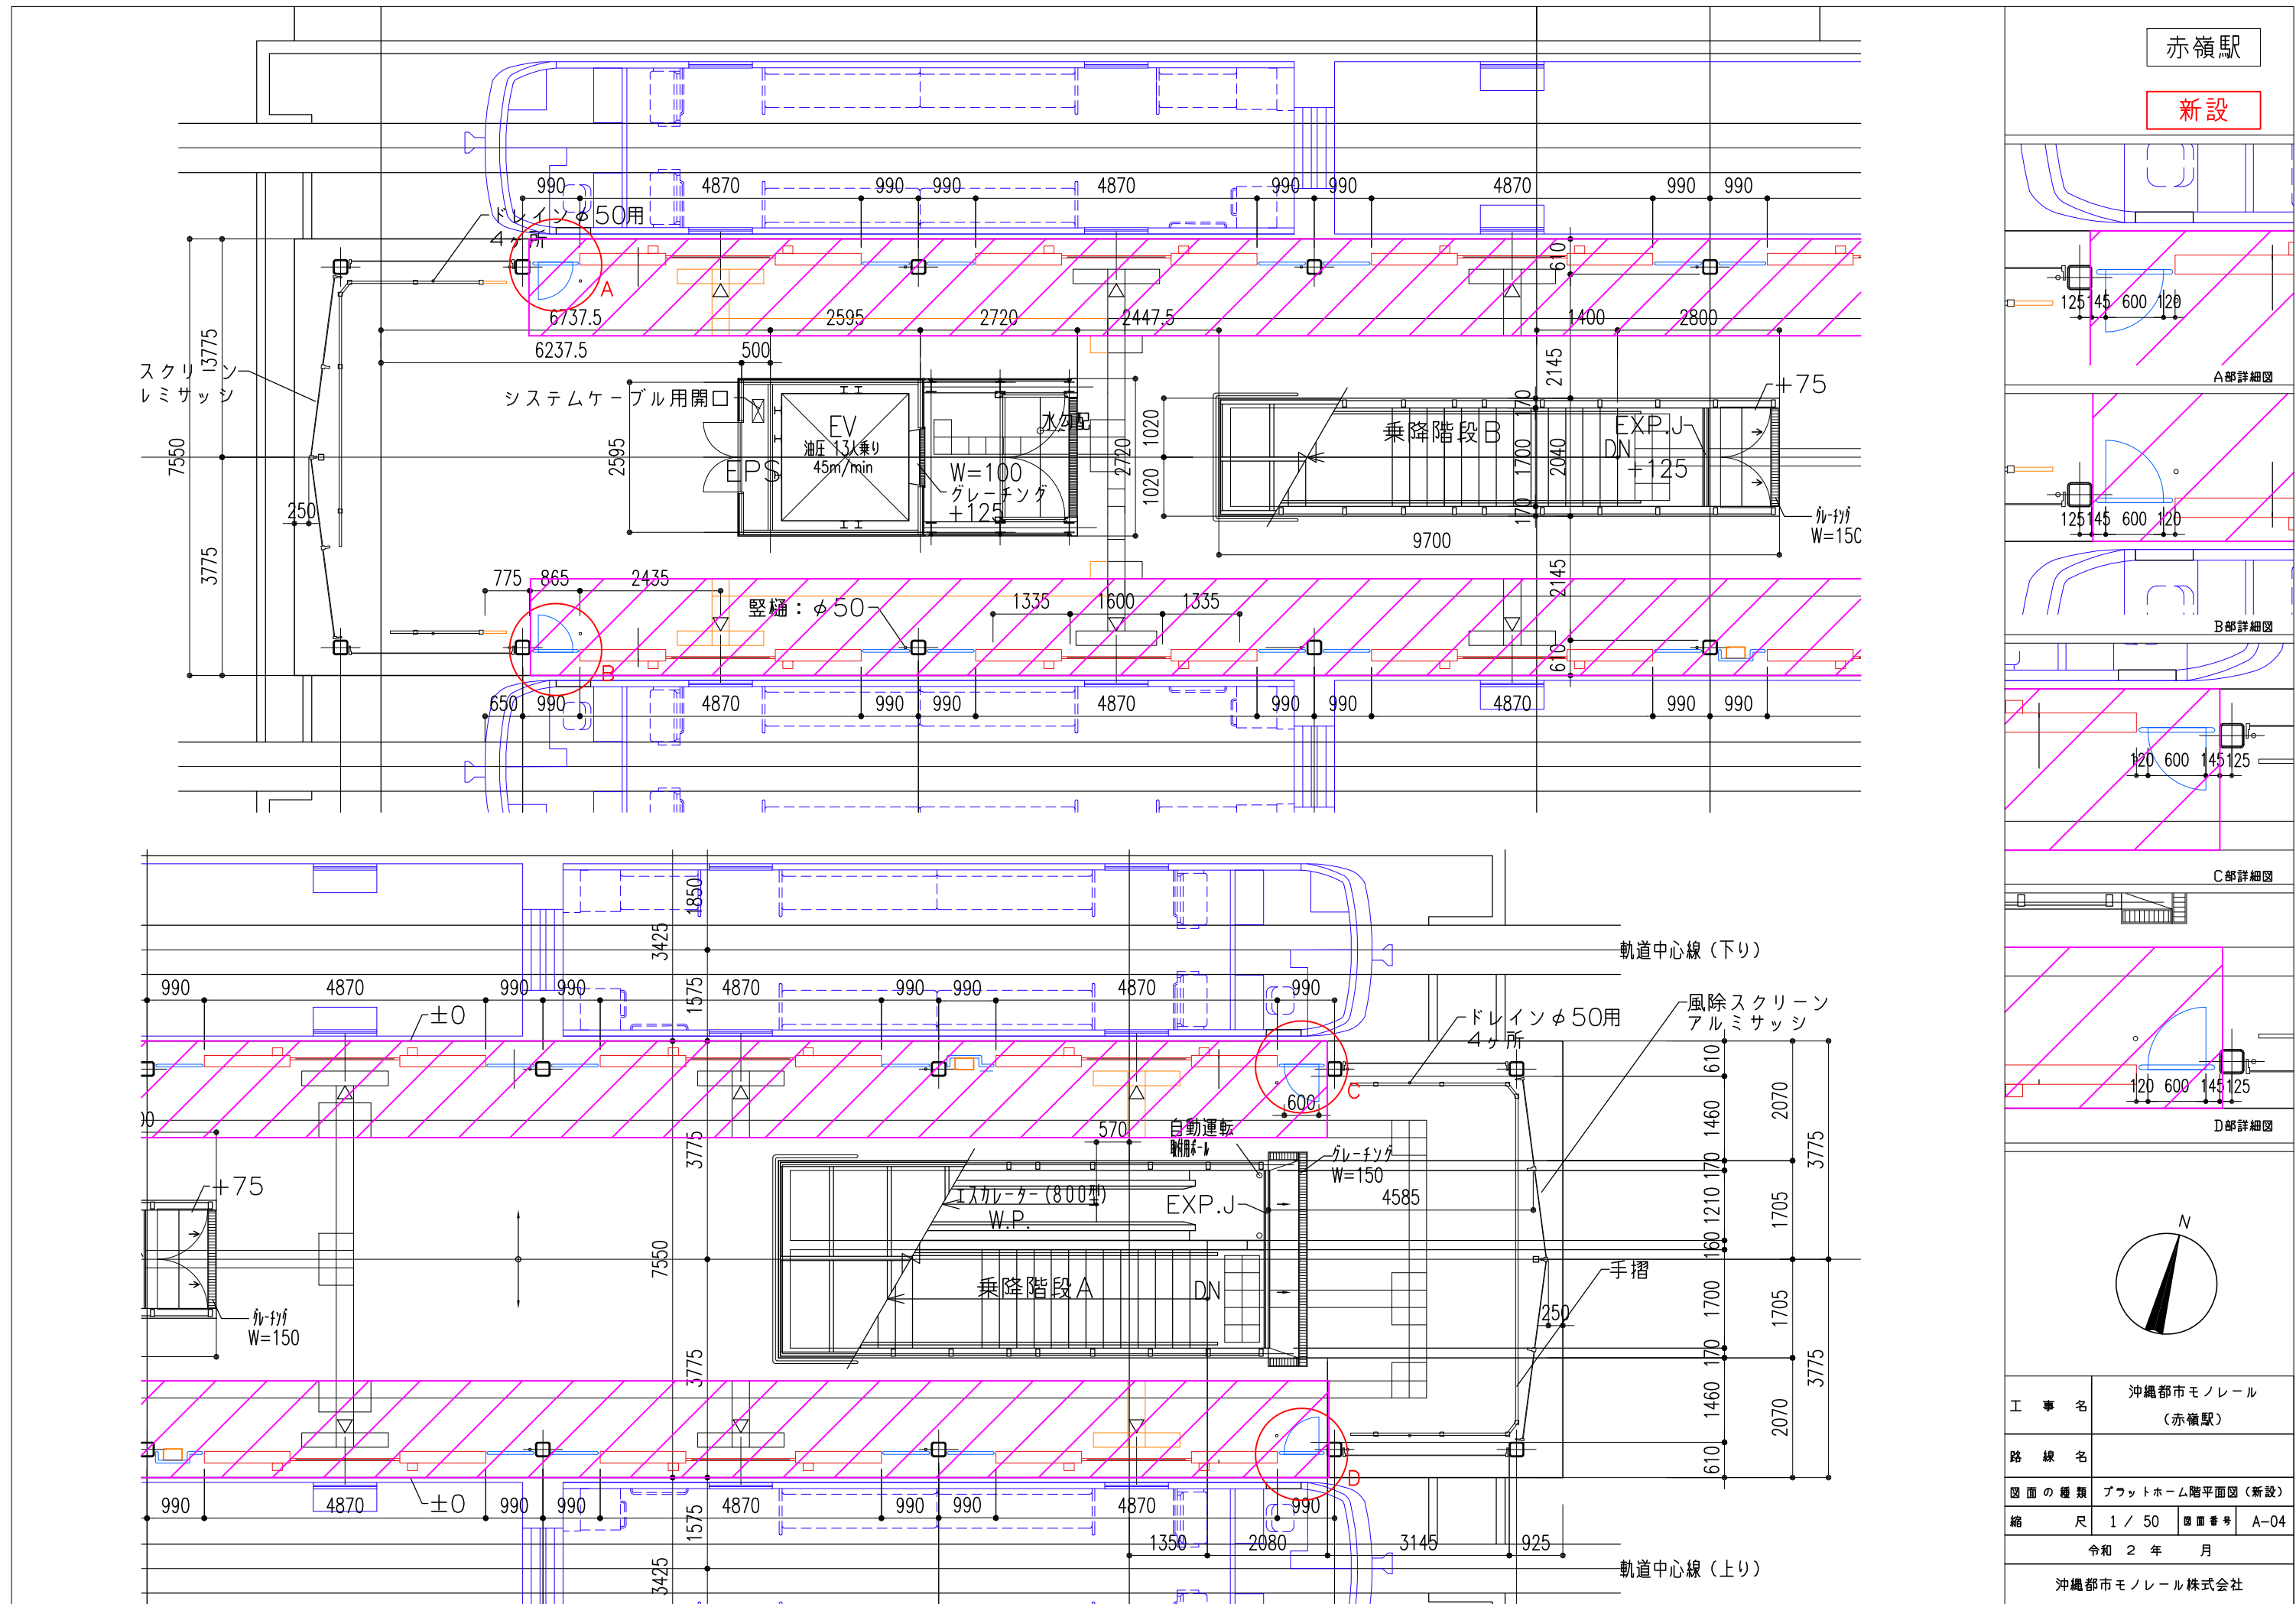 赤嶺駅
新設
990 4870 990 990 4870 990 990 4870 990 990
ドレインφ50用
4ヶ所
610
A
6737.5 2595 2720 2447.5 1400 2800
6237.5 500
3775
スクリーン
レミサッシ
システムケーブル用開口
2145
+75
170
1020
水勾配
EV
油圧 13人乗り
45m/min
乗降階段B
EXP.J
DN
7550
2595
EPS
W=100
グレーチング
+125
2720
1700
2040
+125
1020
170
250
グレーチング
W=150
9700
3775
775 865 2435
2145
竪樋：φ50
1335 1600 1335
B
610
650 990 4870 990 990 4870 990 990 4870 990 990
1850
3425
軌道中心線（下り）
990 4870 990 990 1575 4870 990 990 4870 990
±0
ドレインφ50用
4ヶ所
風除スクリーン
アルミサッシ
C
600
610
2070
1460
3775
570
自動運転
グレーチング
W=150
170
+75
エスカレーター(800型)
W.P.
EXP.J
4585
1210
1705
3775
160
7550
乗降階段A
DN
手摺
1700
1705
250
グレーチング
W=150
3775
170
1460
2070
3775
D
610
±0
990 4870 990 990 1575 4870 990 990 4870 990
1350 2080 3145 925
3425
軌道中心線（上り）
125 145 600 120
A部詳細図
125 145 600 120
B部詳細図
120 600 145 125
C部詳細図
120 600 145 125
D部詳細図
N
工事名 沖縄都市モノレール
（赤嶺駅）
路線名
図面の種類 プラットホーム階平面図（新設）
縮尺 1／50 図面番号 A-04
令和 2 年 月
沖縄都市モノレール株式会社